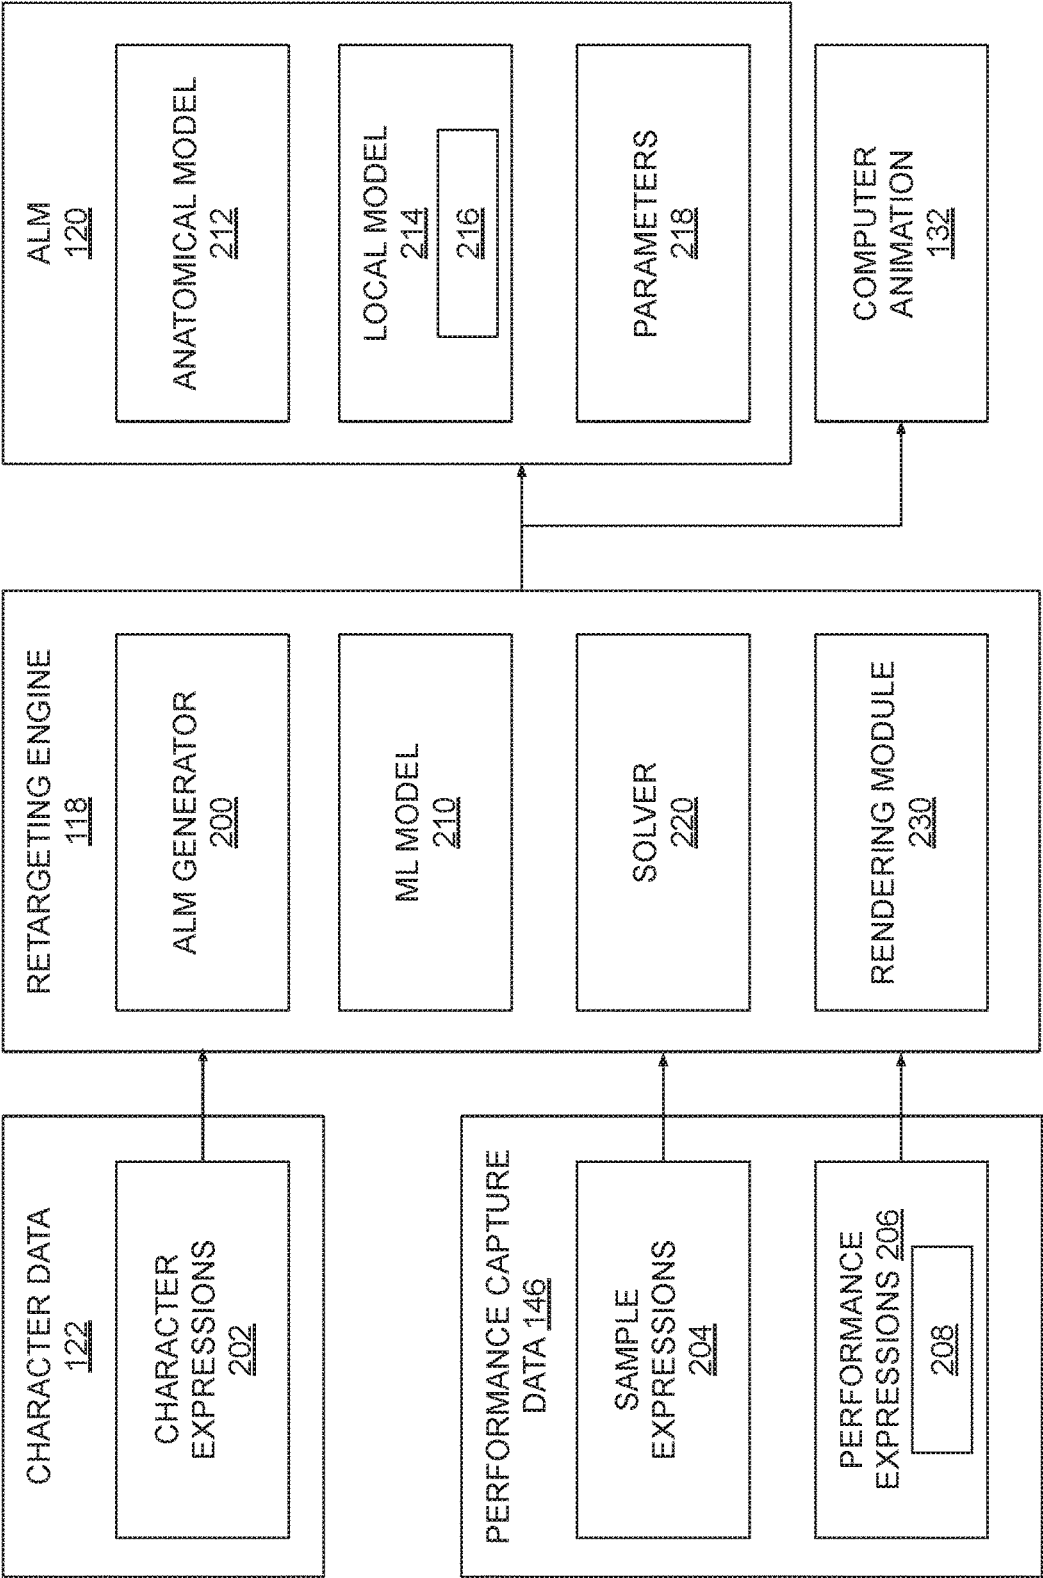 CHARACTER DATA
122
CHARACTER
EXPRESSIONS
202
PERFORMANCE CAPTURE
DATA 146
SAMPLE
EXPRESSIONS
204
PERFORMANCE
EXPRESSIONS 206
208
RETARGETING ENGINE
118
ALM GENERATOR
200
ML MODEL
210
SOLVER
220
RENDERING MODULE
230
ALM
120
ANATOMICAL MODEL
212
LOCAL MODEL
214
216
PARAMETERS
218
COMPUTER
ANIMATION
132